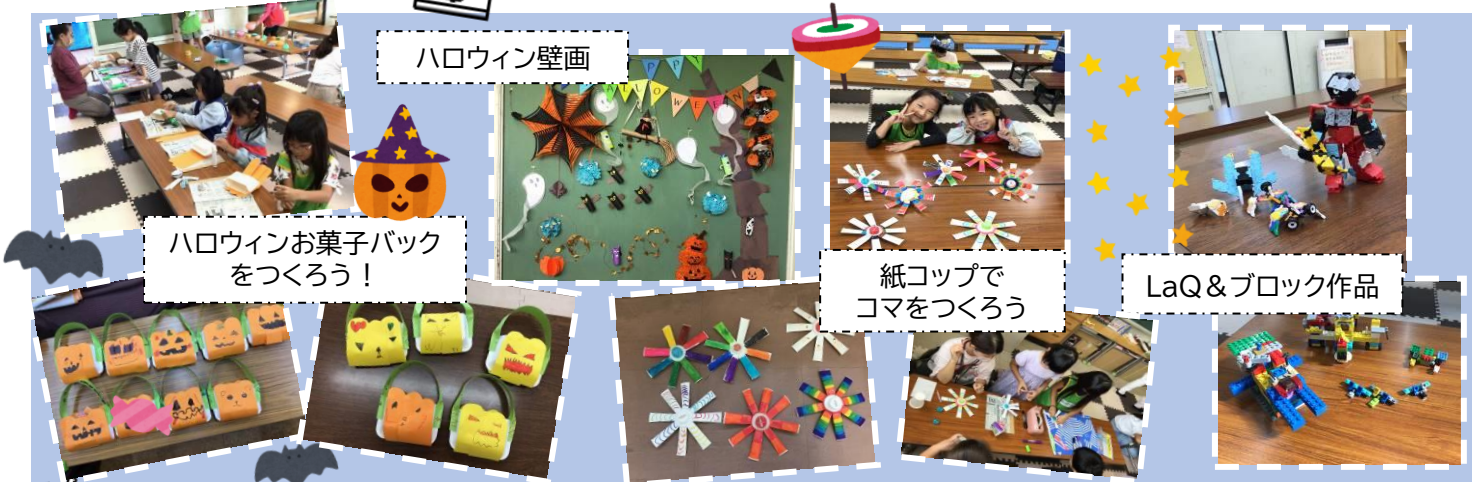 ハロウィン壁画
HAPPY
HALLOWEEN
ハロウィンお菓子バック
をつくろう！
紙コップで
コマをつくろう
LaQ＆ブロック作品